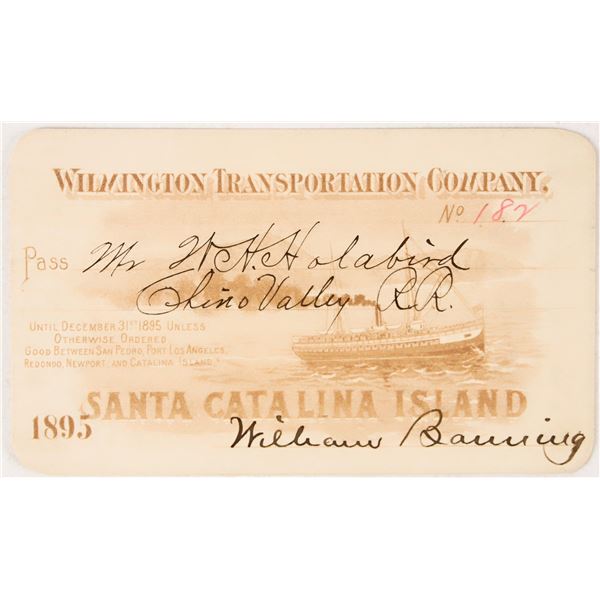 WILMINGTON TRANSPORTATION COMPANY.
No 182
Pass Mr W. H. Holabird
Chino Valley R.R.
UNTIL DECEMBER 31ST 1895 UNLESS
OTHERWISE ORDERED
GOOD BETWEEN SAN PEDRO, PORT LOS ANGELES,
REDONDO, NEWPORT AND CATALINA ISLAND.
SANTA CATALINA ISLAND
1895 William Banning